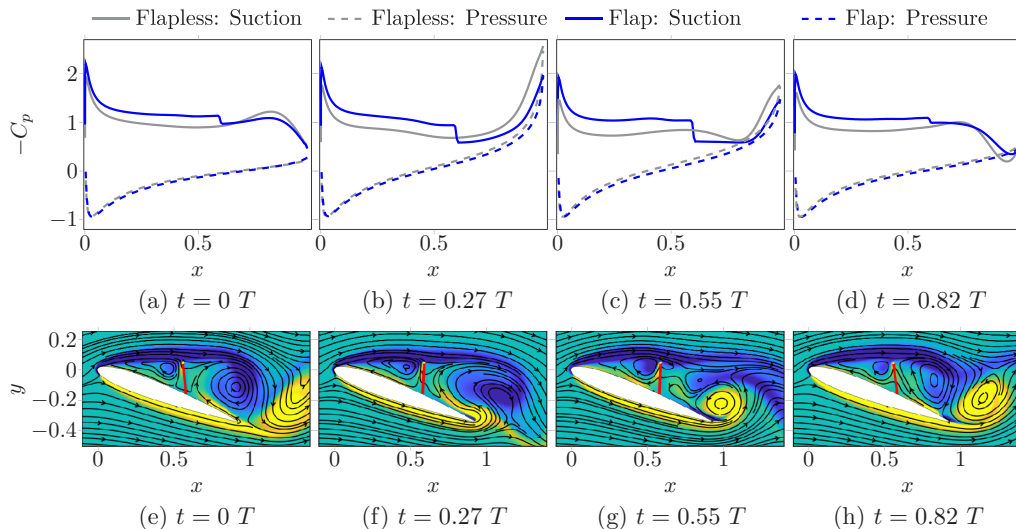 Flapless: Suction Flapless: Pressure Flap: Suction Flap: Pressure
2
1
0
−1
−C_p
0 0.5 0 0.5 0 0.5 0 0.5
x x x x
(a) t = 0 T (b) t = 0.27 T (c) t = 0.55 T (d) t = 0.82 T
0.2
0
−0.2
−0.4
y
0 0.5 1 0 0.5 1 0 0.5 1 0 0.5 1
x x x x
(e) t = 0 T (f) t = 0.27 T (g) t = 0.55 T (h) t = 0.82 T